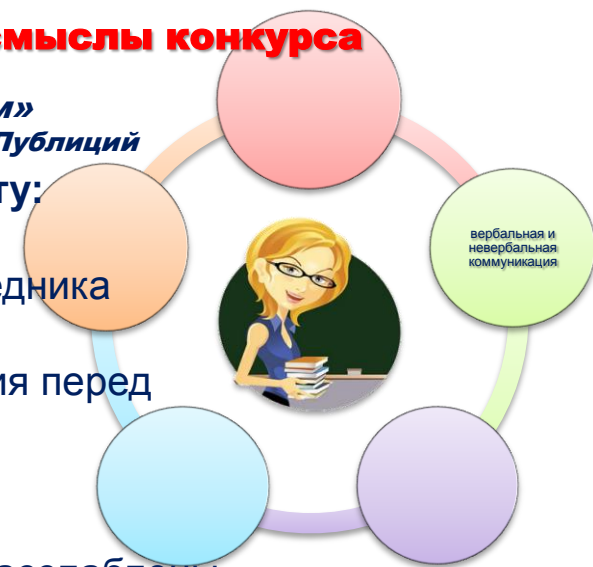 смыслы конкурса
м»
Публиций
ту:
вербальная и
невербальная
коммуникация
едника
ия перед